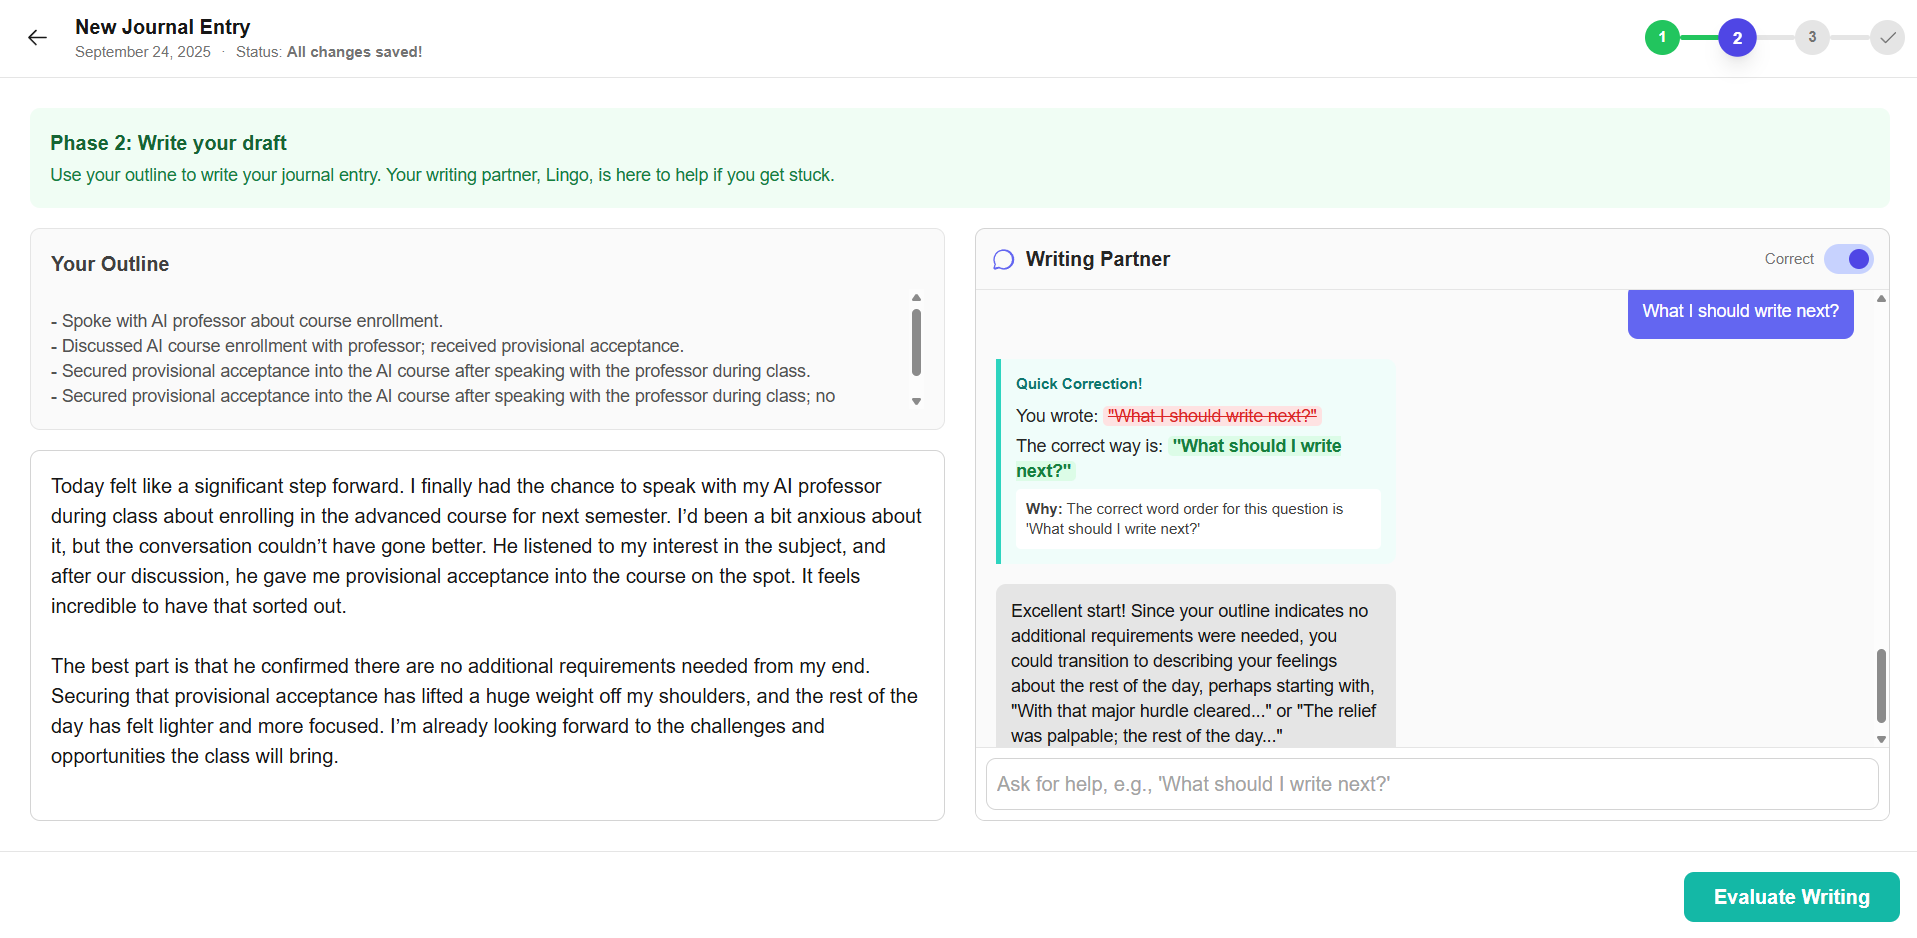 New Journal Entry
September 24, 2025 · Status: All changes saved!
1
2
3
Phase 2: Write your draft
Use your outline to write your journal entry. Your writing partner, Lingo, is here to help if you get stuck.
Your Outline
- Spoke with AI professor about course enrollment.
- Discussed AI course enrollment with professor; received provisional acceptance.
- Secured provisional acceptance into the AI course after speaking with the professor during class.
- Secured provisional acceptance into the AI course after speaking with the professor during class; no
Today felt like a significant step forward. I finally had the chance to speak with my AI professor
during class about enrolling in the advanced course for next semester. I’d been a bit anxious about
it, but the conversation couldn’t have gone better. He listened to my interest in the subject, and
after our discussion, he gave me provisional acceptance into the course on the spot. It feels
incredible to have that sorted out.
The best part is that he confirmed there are no additional requirements needed from my end.
Securing that provisional acceptance has lifted a huge weight off my shoulders, and the rest of the
day has felt lighter and more focused. I’m already looking forward to the challenges and
opportunities the class will bring.
Writing Partner
Correct
What I should write next?
Quick Correction!
You wrote: "What I should write next?"
The correct way is: "What should I write
next?"
Why: The correct word order for this question is
'What should I write next?'
Excellent start! Since your outline indicates no
additional requirements were needed, you
could transition to describing your feelings
about the rest of the day, perhaps starting with,
"With that major hurdle cleared..." or "The relief
was palpable; the rest of the day..."
Ask for help, e.g., 'What should I write next?'
Evaluate Writing